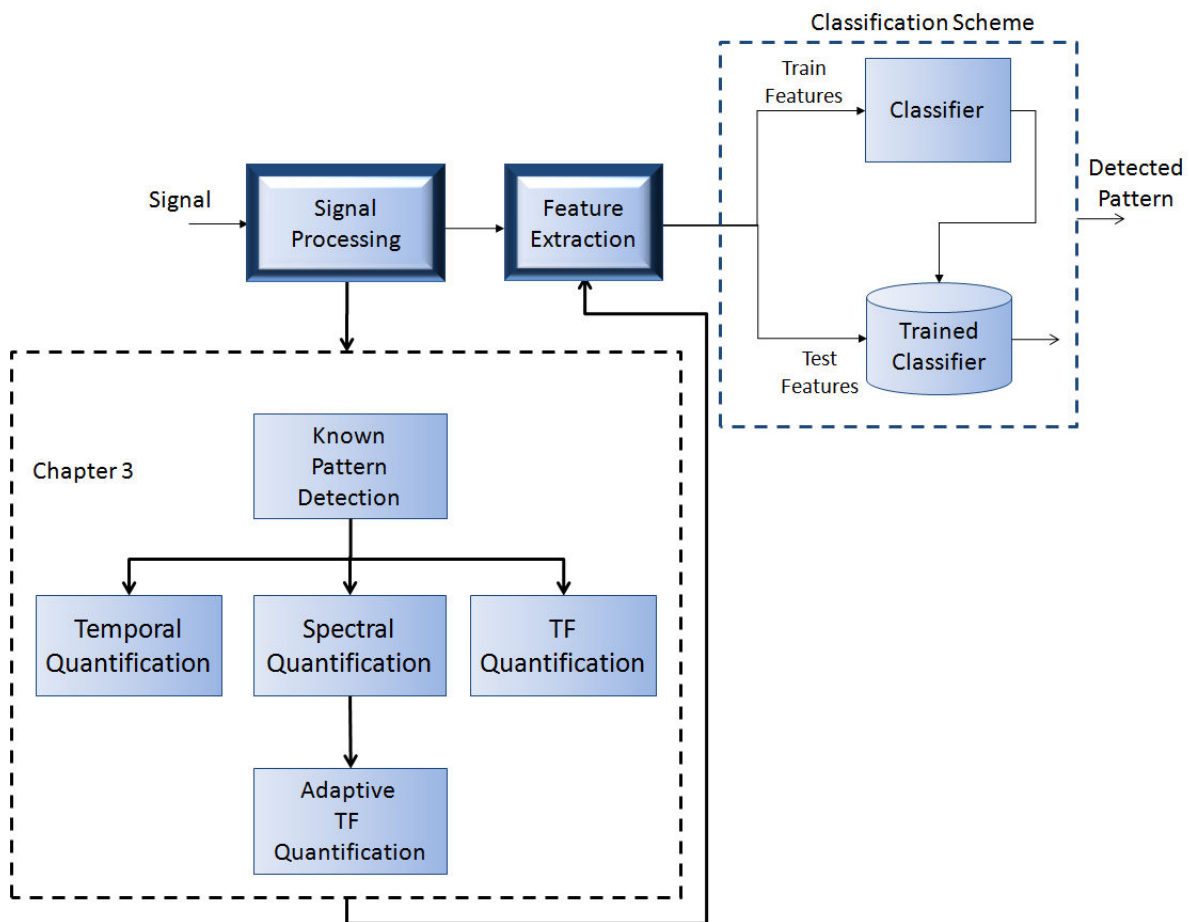 Classification Scheme
Train
Features
Classifier
Detected
Pattern
Signal
Signal
Processing
Feature
Extraction
Trained
Classifier
Test
Features
Chapter 3
Known
Pattern
Detection
Temporal
Quantification
Spectral
Quantification
TF
Quantification
Adaptive
TF
Quantification